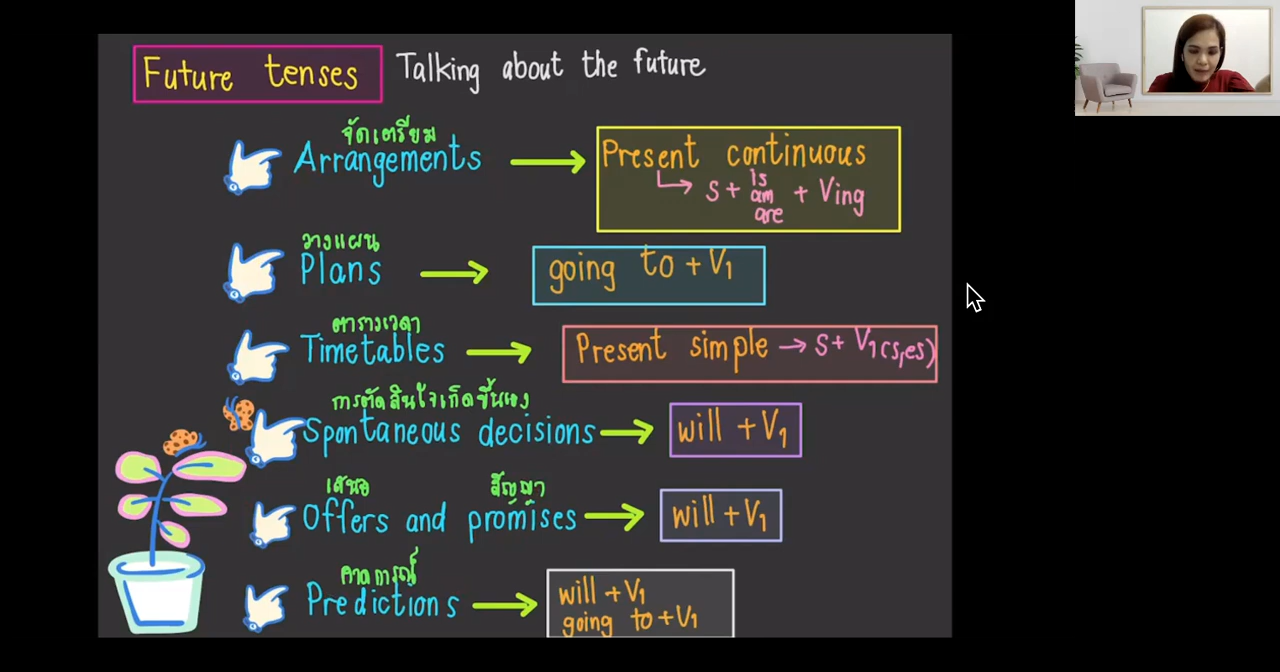 Future tenses Talking about the future
จัดเตรียม
Arrangements → Present continuous
↳ S + is am are + Ving
วางแผน
Plans → going to + V1
ตารางเวลา
Timetables → Present simple → S + V1 (s,es)
การตัดสินใจเกิดขึ้นเอง
Spontaneous decisions → will + V1
เสนอ สัญญา
Offers and promises → will + V1
คาดการณ์
Predictions → will + V1
going to + V1